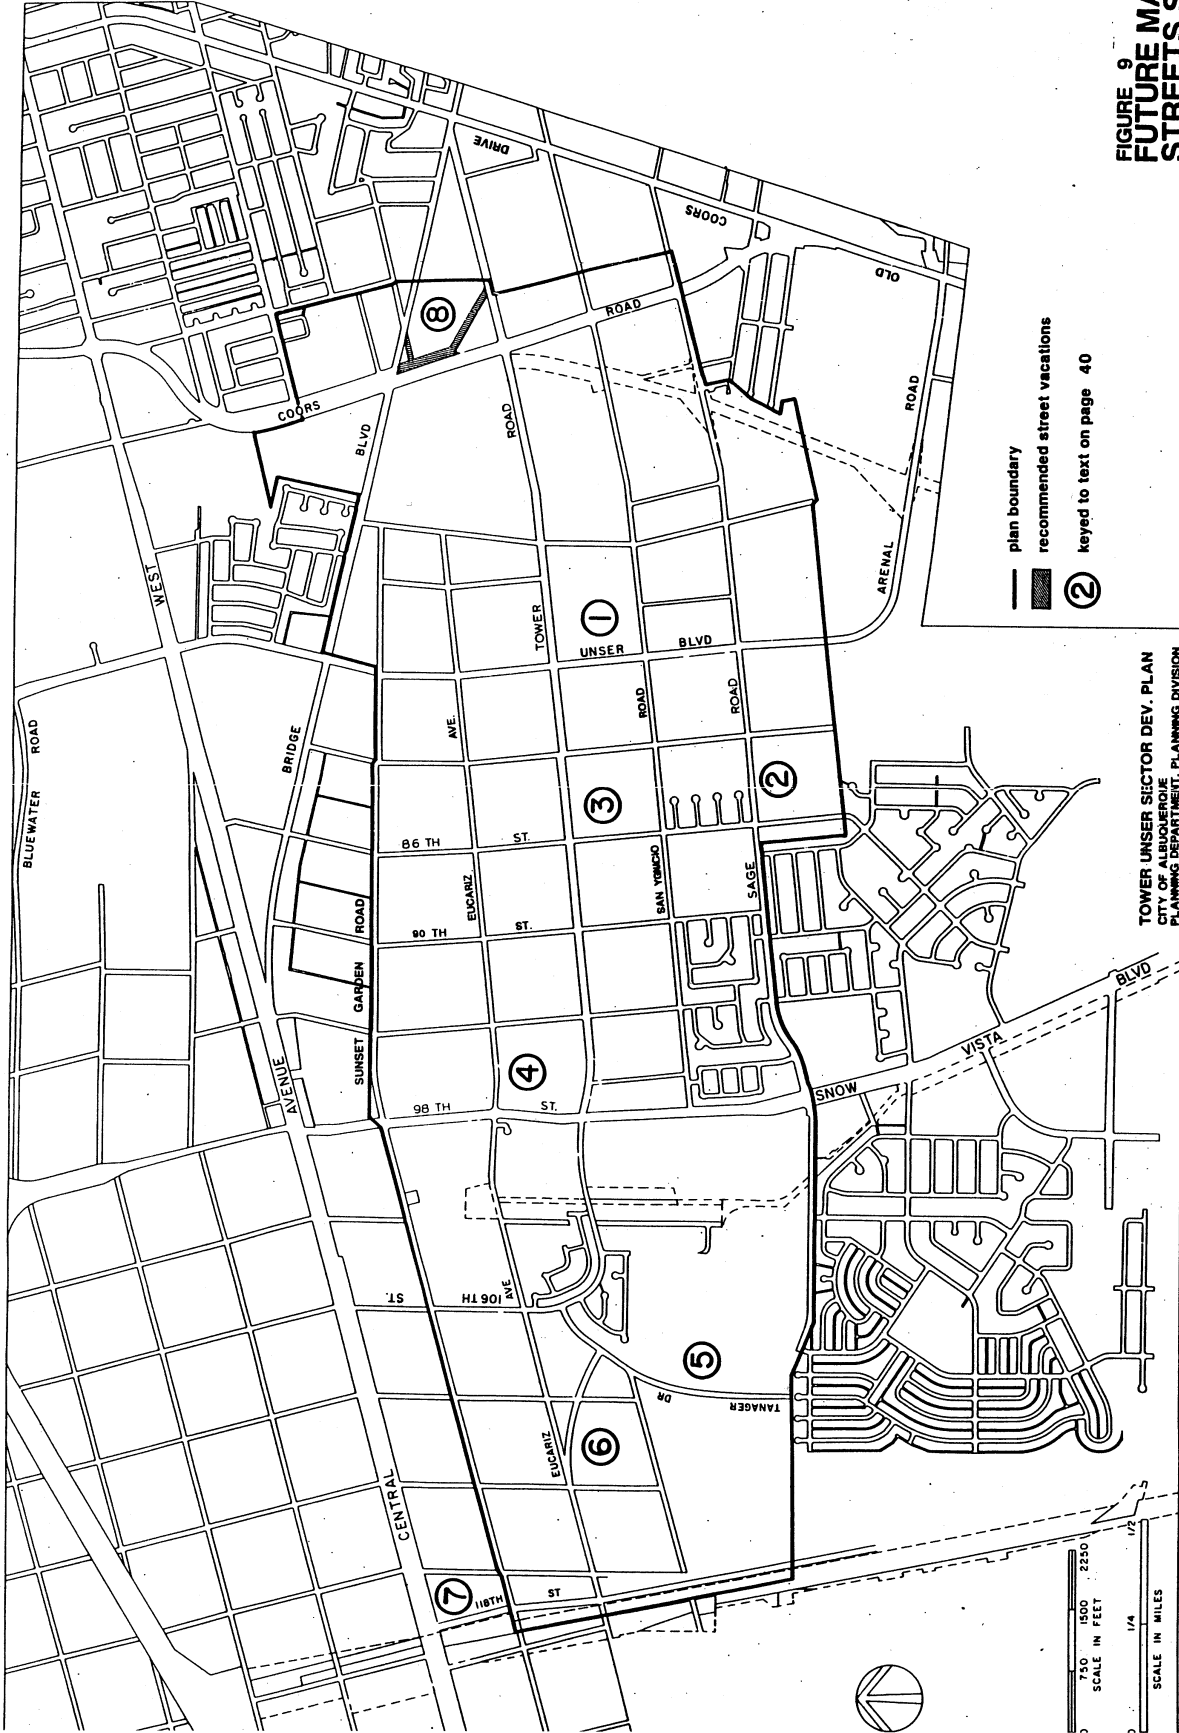 FIGURE 9
FUTURE MA
STREETS S
plan boundary
recommended street vacations
② keyed to text on page 40
TOWER UNSER SECTOR DEV. PLAN
CITY OF ALBUQUERQUE
PLANNING DEPARTMENT, PLANNING DIVISION
BLUEWATER ROAD
WEST
CENTRAL
AVENUE
BRIDGE
BLVD
SUNSET GARDEN ROAD
COORS
ROAD
COORS
DRIVE
OLD
ARENAL
ROAD
TOWER
ROAD
UNSER
BLVD
AVE.
EUCARIZ
ROAD
SAN YGNACIO
ROAD
SAGE
86 TH ST.
90 TH ST.
98 TH ST.
106 TH
ST.
AVE
EUCARIZ
118TH ST
TANAGER
DR
SNOW
VISTA
BLVD
①
②
③
④
⑤
⑥
⑦
⑧
0 750 1500 2250
SCALE IN FEET
0 1/4 1/2
SCALE IN MILES